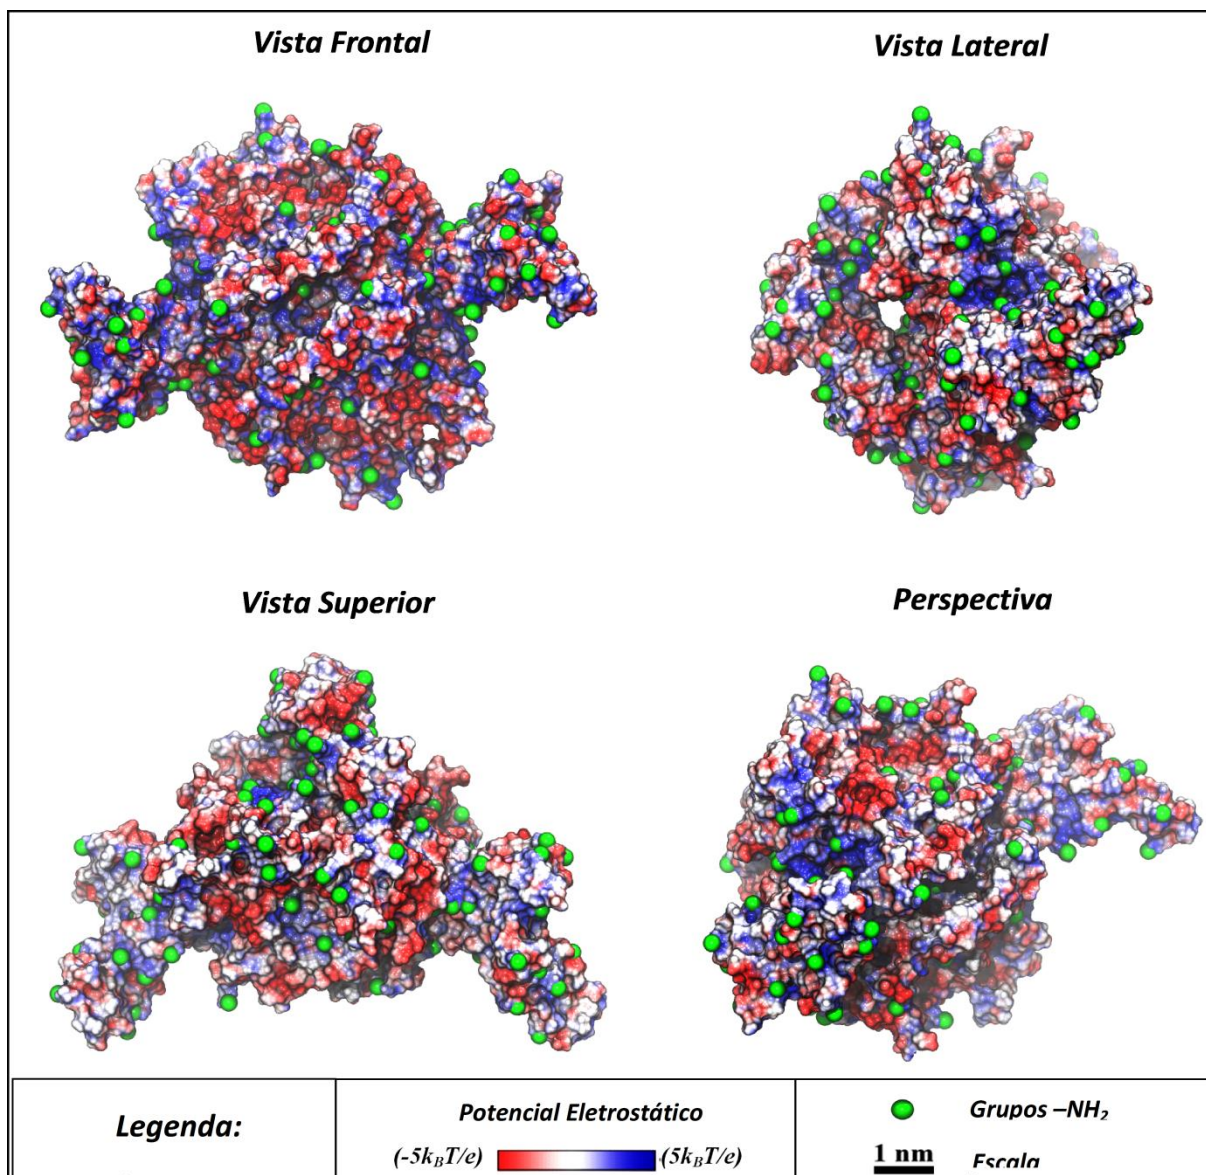 Vista Frontal
Vista Lateral
Vista Superior
Perspectiva
Legenda:
Potencial Eletrostático
(-5k_BT/e)
(5k_BT/e)
Grupos –NH₂
1 nm
Escala